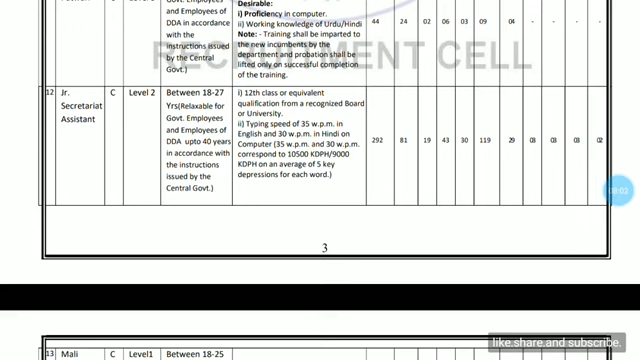 Govt. Employees
Employees of
DDA in accordance
with the
instructions issued
by the Central
Govt.)
Desirable:
i) Proficiency in computer.
ii) Working knowledge of Urdu/Hindi
Note: - Training shall be imparted to
the new incumbents by the
department and probation shall be
lifted only on successful completion
of the training.
44 24 02 06 03 09 04 - - - -
RECRUITMENT CELL
12 Jr.
Secretariat
Assistant
C
Level 2
Between 18-27
Yrs(Relaxable for
Govt. Employees
and Employees of
DDA upto 40 years
in accordance with
the instructions
issued by the
Central Govt.)
i) 12th class or equivalent
qualification from a recognized Board
or University.
ii) Typing speed of 35 w.p.m. in
English and 30 w.p.m. in Hindi on
Computer (35 w.p.m. and 30 w.p.m.
correspond to 10500 KDPH/9000
KDPH on an average of 5 key
depressions for each word.)
292 81 19 43 30 119 29 03 03 03 02
3
13 Mali C Level1 Between 18-25
like.share.and subscribe.